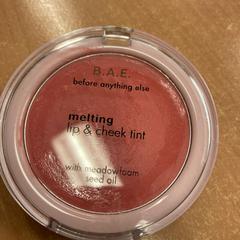 B.A.E.
before anything else
melting
lip & cheek tint
with meadowfoam
seed oil